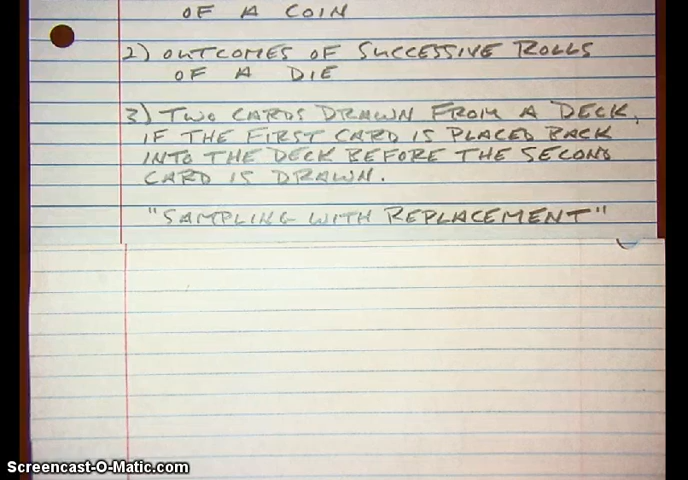 OF A COIN
2) OUTCOMES OF SUCCESSIVE ROLLS
OF A DIE
3) TWO CARDS DRAWN FROM A DECK,
IF THE FIRST CARD IS PLACED BACK
INTO THE DECK BEFORE THE SECOND
CARD IS DRAWN.
"SAMPLING WITH REPLACEMENT"
Screencast-O-Matic.com